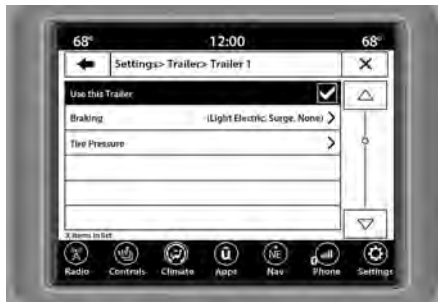 68° 12:00 68°
Settings> Trailer> Trailer 1
Use this Trailer
Braking (Light Electric, Surge, None)
Tire Pressure
X items in list
Radio Controls Climate Apps Nav Phone Settings